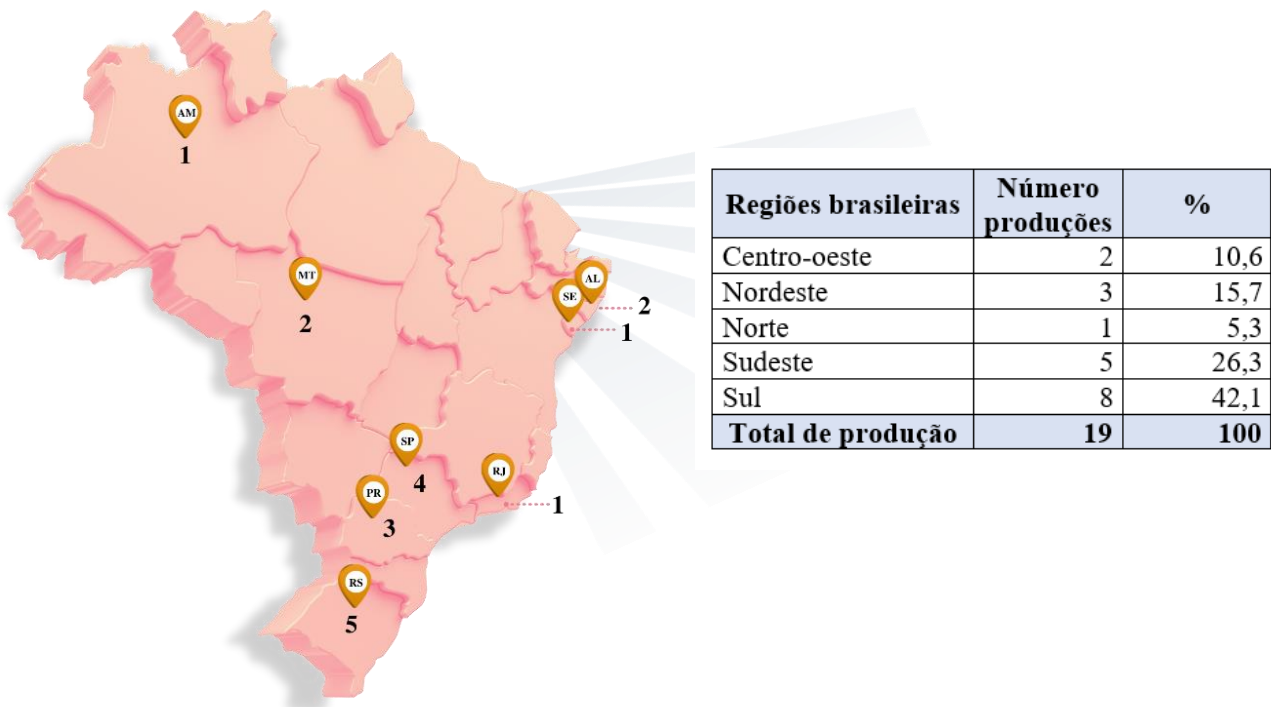 AM
1
MT
2
AL
SE
2
1
SP
4
RJ
1
PR
3
RS
5
Regiões brasileiras Número produções %
Centro-oeste 2 10,6
Nordeste 3 15,7
Norte 1 5,3
Sudeste 5 26,3
Sul 8 42,1
Total de produção 19 100